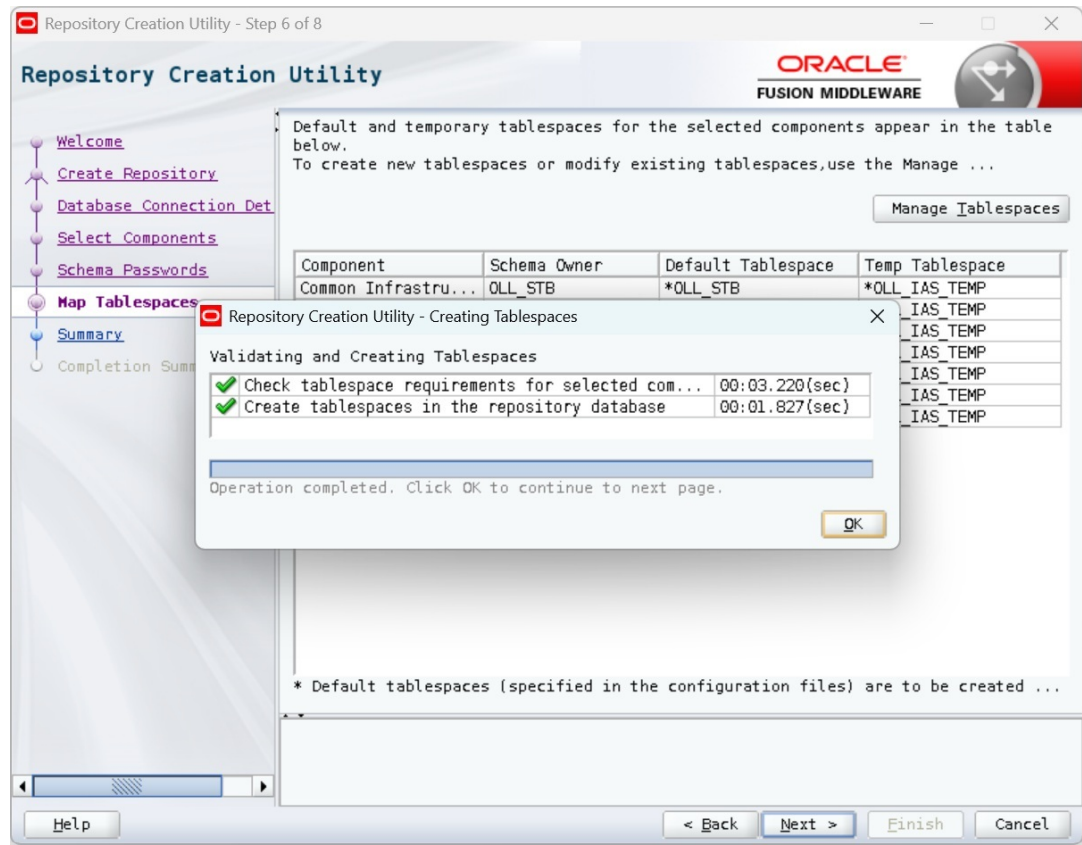 Repository Creation Utility - Step 6 of 8
Repository Creation Utility
ORACLE
FUSION MIDDLEWARE
Welcome
Create Repository
Database Connection Det
Select Components
Schema Passwords
Map Tablespaces
Summary
Completion Summ
Default and temporary tablespaces for the selected components appear in the table
below.
To create new tablespaces or modify existing tablespaces,use the Manage ...
Manage Tablespaces
Component Schema Owner Default Tablespace Temp Tablespace
Common Infrastru... OLL_STB *OLL_STB *OLL_IAS_TEMP
_IAS_TEMP
_IAS_TEMP
_IAS_TEMP
_IAS_TEMP
_IAS_TEMP
_IAS_TEMP
Repository Creation Utility - Creating Tablespaces
Validating and Creating Tablespaces
Check tablespace requirements for selected com... 00:03.220(sec)
Create tablespaces in the repository database 00:01.827(sec)
Operation completed. Click OK to continue to next page.
OK
* Default tablespaces (specified in the configuration files) are to be created ...
Help
< Back
Next >
Finish
Cancel